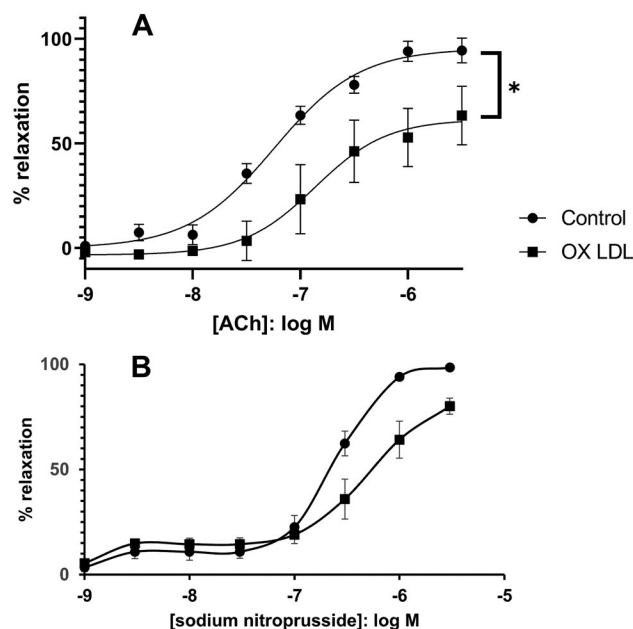 A
100
50
0
% relaxation
*
-9
-8
-7
-6
[ACh]: log M
Control
OX LDL
B
100
50
0
% relaxation
-9
-8
-7
-6
-5
[sodium nitroprusside]: log M